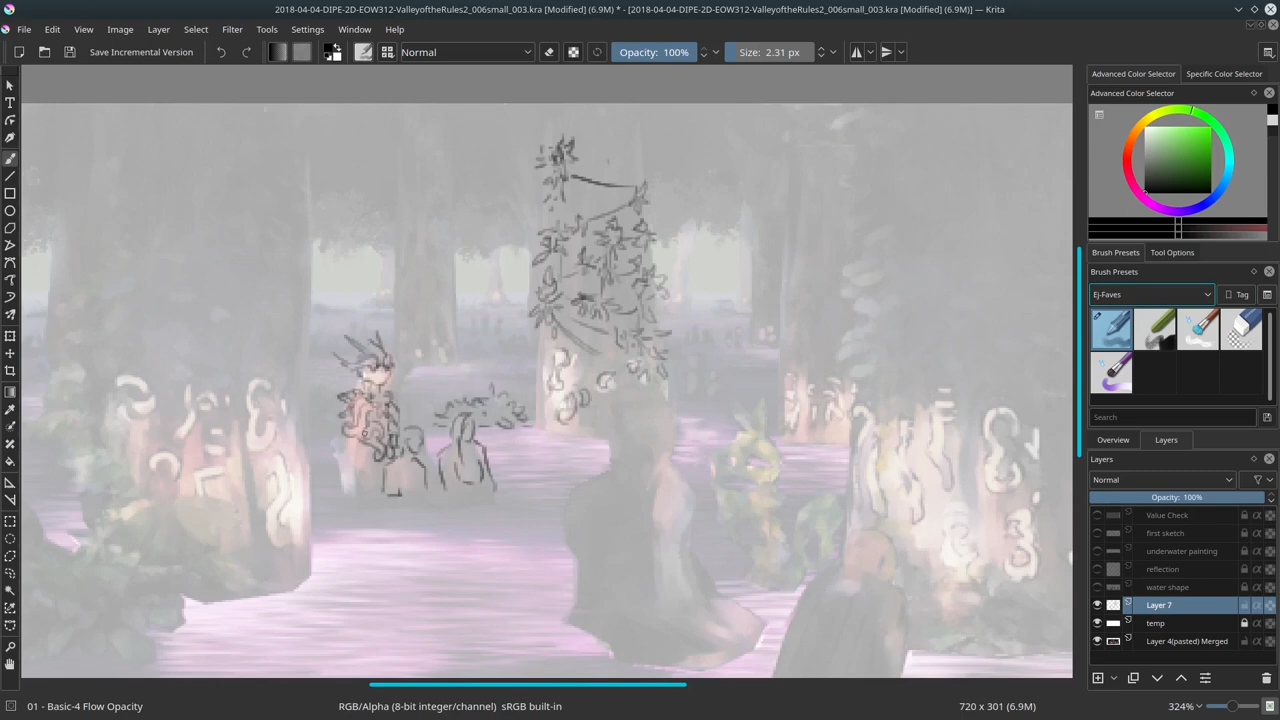 2018-04-04-DIPE-2D-EOW312-ValleyoftheRules2_006small_003.kra [Modified] (6.9M) * - [2018-04-04-DIPE-2D-EOW312-ValleyoftheRules2_006small_003.kra [Modified] (6.9M)] — Krita
File Edit View Image Layer Select Filter Tools Settings Window Help
Save Incremental Version Normal Opacity: 100% Size: 2.31 px
Advanced Color Selector Specific Color Selector
Advanced Color Selector
Brush Presets Tool Options
Brush Presets
Ej-Faves Tag
Search
Overview Layers
Layers
Normal
Opacity: 100%
Value Check
first sketch
underwater painting
reflection
water shape
Layer 7
temp
Layer 4(pasted) Merged
01 - Basic-4 Flow Opacity RGB/Alpha (8-bit integer/channel) sRGB built-in 720 x 301 (6.9M) 324%